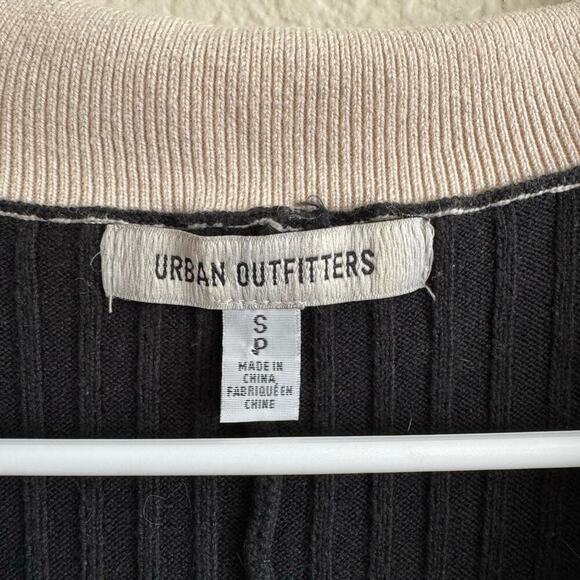 URBAN OUTFITTERS
S
P
MADE IN
CHINA
FABRIQUÉ EN
CHINE